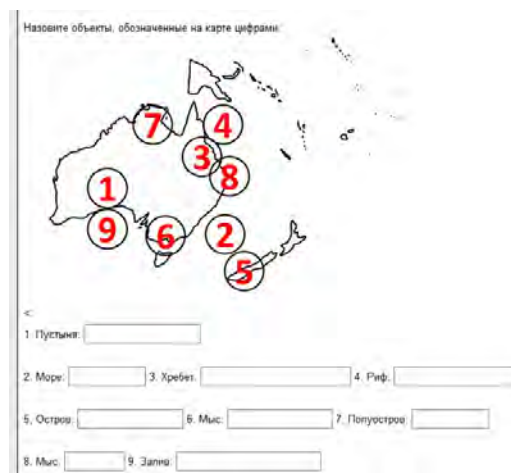 Назовите объекты, обозначенные на карте цифрами.
7
4
3
8
1
9
6
2
5
<
1. Пустыня:
2. Море: 3. Хребет: 4. Риф:
5. Остров: 6. Мыс: 7. Полуостров:
8. Мыс: 9. Залив: